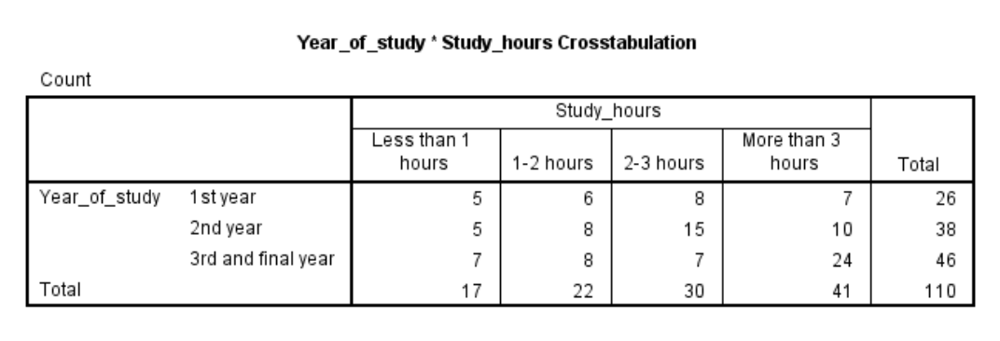 Year_of_study * Study_hours Crosstabulation
Count
Study_hours
Less than 1 hours 1-2 hours 2-3 hours More than 3 hours Total
Year_of_study 1st year 5 6 8 7 26
2nd year 5 8 15 10 38
3rd and final year 7 8 7 24 46
Total 17 22 30 41 110